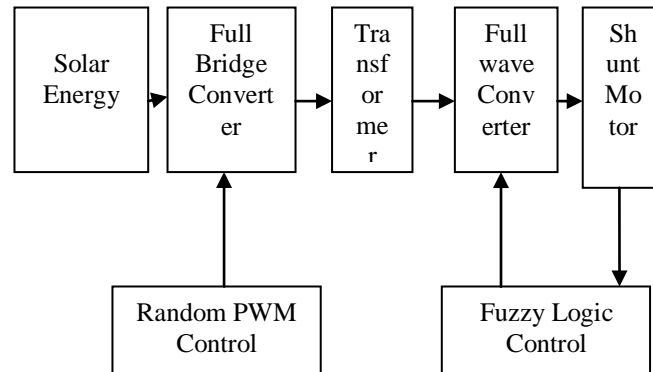 Solar
Energy
Full
Bridge
Convert
er
Tra
nsf
or
me
r
Full
wave
Conv
erter
Sh
unt
Mo
tor
Random PWM
Control
Fuzzy Logic
Control